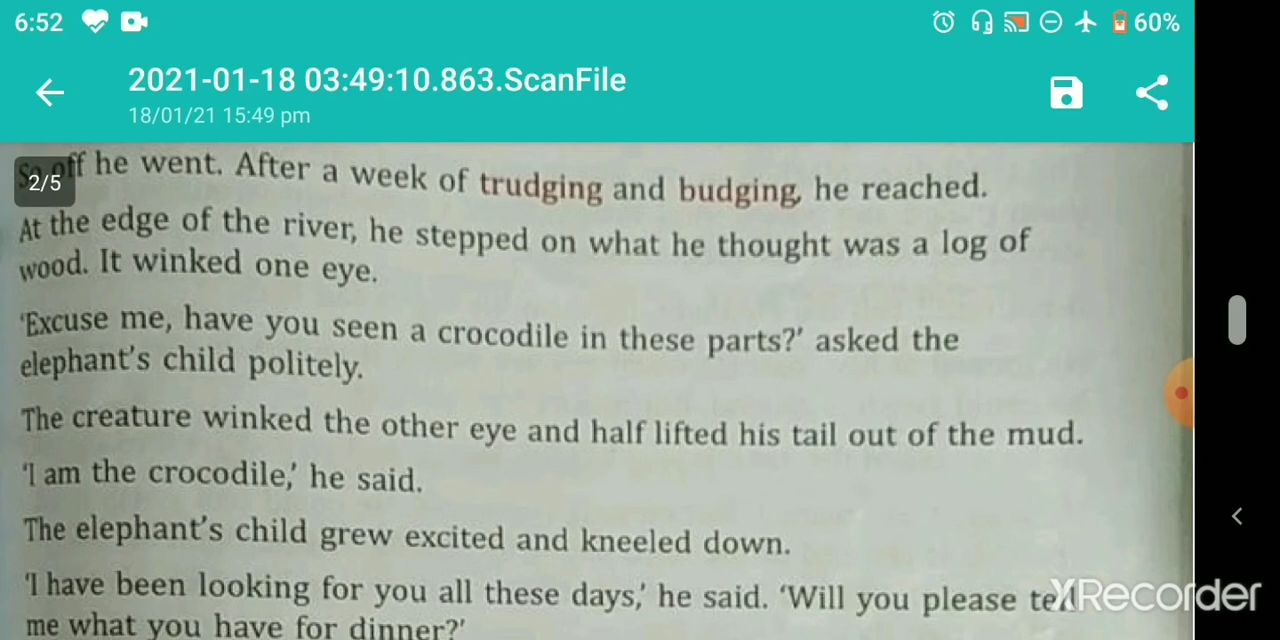 6:52
60%
2021-01-18 03:49:10.863.ScanFile
18/01/21 15:49 pm
2/5
So off he went. After a week of trudging and budging, he reached.
At the edge of the river, he stepped on what he thought was a log of
wood. It winked one eye.
'Excuse me, have you seen a crocodile in these parts?' asked the
elephant's child politely.
The creature winked the other eye and half lifted his tail out of the mud.
'I am the crocodile,' he said.
The elephant's child grew excited and kneeled down.
'I have been looking for you all these days,' he said. 'Will you please tell
me what you have for dinner?'
XRecorder